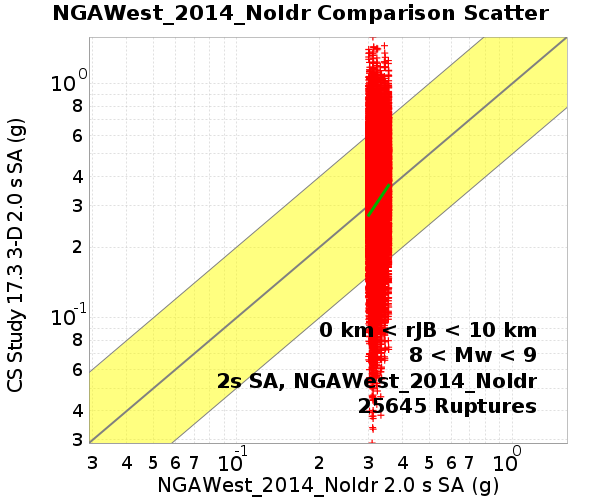 NGAWest_2014_NoIdr Comparison Scatter
CS Study 17.3 3-D 2.0 s SA (g)
10^0
8
6
4
3
2
10^-1
8
6
4
3
0 km < rJB < 10 km
8 < Mw < 9
2s SA, NGAWest_2014_NoIdr
25645 Ruptures
3 4 5 6 7 10^-1 2 3 4 5 6 7 10^0
NGAWest_2014_NoIdr 2.0 s SA (g)